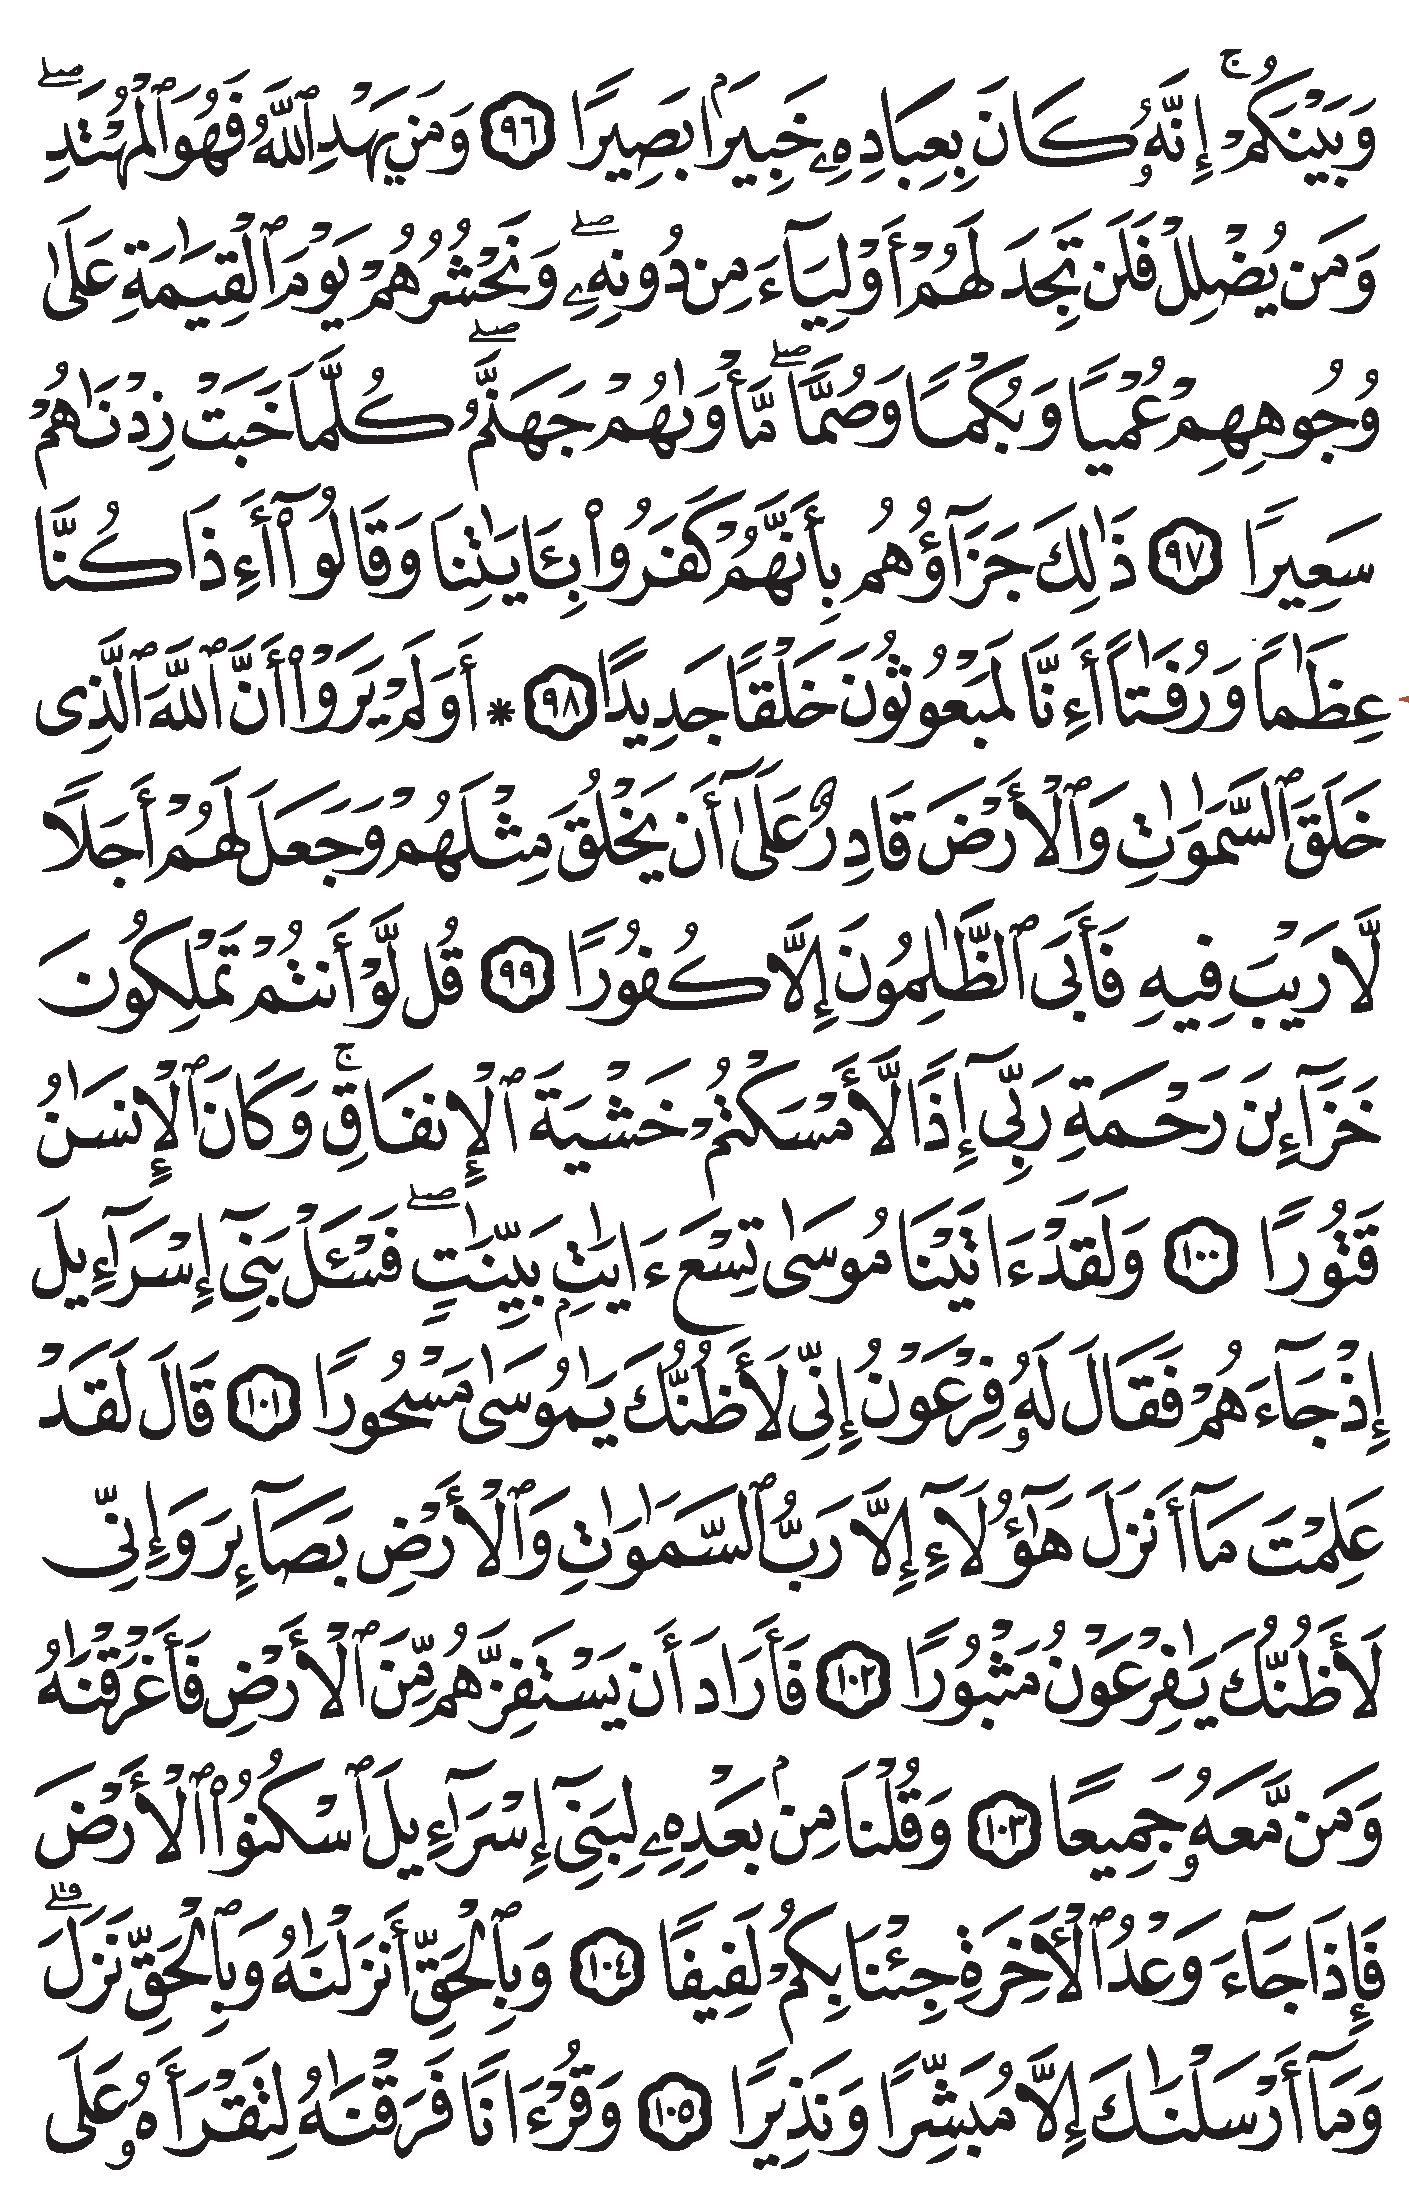 وَبَيْنَكُمْۚ إِنَّهُۥ كَانَ بِعِبَادِهِۦ خَبِيرَۢا بَصِيرًا ٩٦ وَمَن يَهْدِ ٱللَّهُ فَهُوَ ٱلْمُهْتَدِۖ
وَمَن يُضْلِلْ فَلَن تَجِدَ لَهُمْ أَوْلِيَآءَ مِن دُونِهِۦۖ وَنَحْشُرُهُمْ يَوْمَ ٱلْقِيَٰمَةِ عَلَىٰ
وُجُوهِهِمْ عُمْيًا وَبُكْمًا وَصُمًّاۖ مَّأْوَىٰهُمْ جَهَنَّمُۖ كُلَّمَا خَبَتْ زِدْنَٰهُمْ
سَعِيرًا ٩٧ ذَٰلِكَ جَزَآؤُهُم بِأَنَّهُمْ كَفَرُوا۟ بِـَٔايَٰتِنَا وَقَالُوٓا۟ أَءِذَا كُنَّا
عِظَٰمًا وَرُفَٰتًا أَءِنَّا لَمَبْعُوثُونَ خَلْقًا جَدِيدًا ٩٨ * أَوَلَمْ يَرَوْا۟ أَنَّ ٱللَّهَ ٱلَّذِى
خَلَقَ ٱلسَّمَٰوَٰتِ وَٱلْأَرْضَ قَادِرٌ عَلَىٰٓ أَن يَخْلُقَ مِثْلَهُمْ وَجَعَلَ لَهُمْ أَجَلًا
لَّا رَيْبَ فِيهِ فَأَبَى ٱلظَّٰلِمُونَ إِلَّا كُفُورًا ٩٩ قُل لَّوْ أَنتُمْ تَمْلِكُونَ
خَزَآئِنَ رَحْمَةِ رَبِّىٓ إِذًا لَّأَمْسَكْتُمْ خَشْيَةَ ٱلْإِنفَاقِۚ وَكَانَ ٱلْإِنسَٰنُ
قَتُورًا ١٠٠ وَلَقَدْ ءَاتَيْنَا مُوسَىٰ تِسْعَ ءَايَٰتٍۭ بَيِّنَٰتٍۖ فَسْـَٔلْ بَنِىٓ إِسْرَٰٓءِيلَ
إِذْ جَآءَهُمْ فَقَالَ لَهُۥ فِرْعَوْنُ إِنِّى لَأَظُنُّكَ يَٰمُوسَىٰ مَسْحُورًا ١٠١ قَالَ لَقَدْ
عَلِمْتَ مَآ أَنزَلَ هَٰٓؤُلَآءِ إِلَّا رَبُّ ٱلسَّمَٰوَٰتِ وَٱلْأَرْضِ بَصَآئِرَ وَإِنِّى
لَأَظُنُّكَ يَٰفِرْعَوْنُ مَثْبُورًا ١٠٢ فَأَرَادَ أَن يَسْتَفِزَّهُم مِّنَ ٱلْأَرْضِ فَأَغْرَقْنَٰهُ
وَمَن مَّعَهُۥ جَمِيعًا ١٠٣ وَقُلْنَا مِنۢ بَعْدِهِۦ لِبَنِىٓ إِسْرَٰٓءِيلَ ٱسْكُنُوا۟ ٱلْأَرْضَ
فَإِذَا جَآءَ وَعْدُ ٱلْأٓخِرَةِ جِئْنَا بِكُمْ لَفِيفًا ١٠٤ وَبِٱلْحَقِّ أَنزَلْنَٰهُ وَبِٱلْحَقِّ نَزَلَۗ
وَمَآ أَرْسَلْنَٰكَ إِلَّا مُبَشِّرًا وَنَذِيرًا ١٠٥ وَقُرْءَانًا فَرَقْنَٰهُ لِتَقْرَأَهُۥ عَلَى